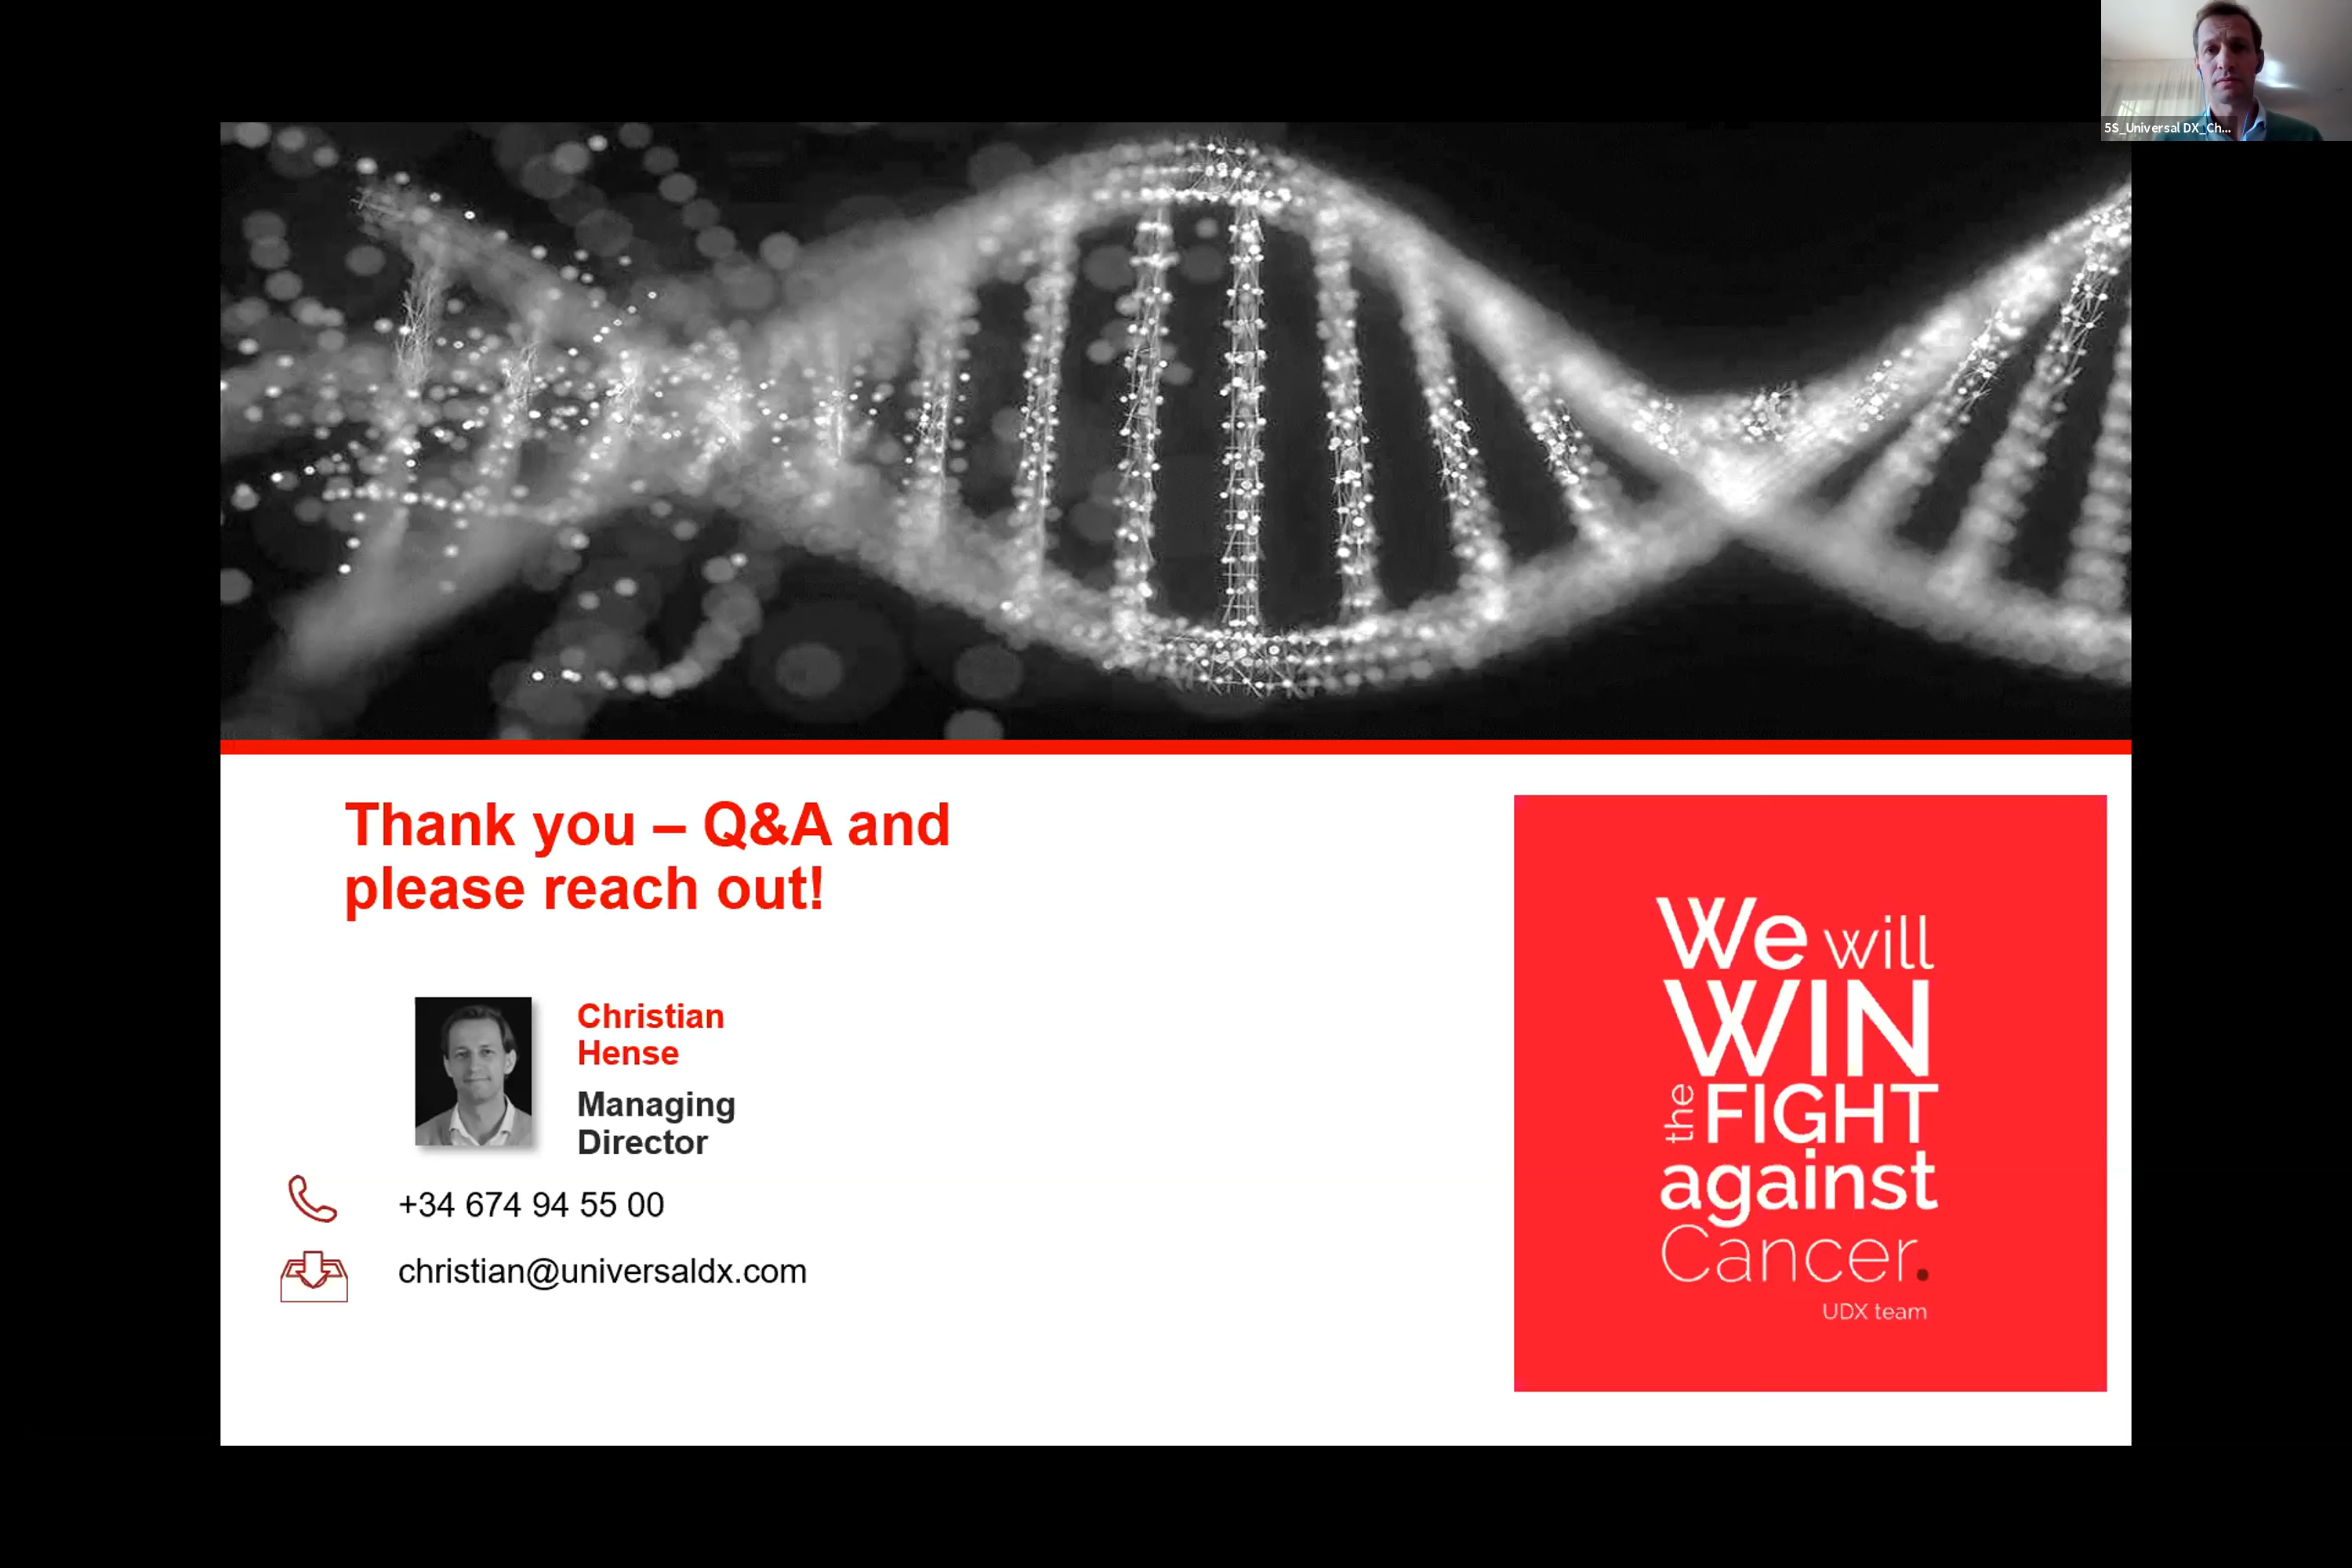 5S_Universal DX_Ch...
Thank you – Q&A and
please reach out!
Christian
Hense
Managing
Director
+34 674 94 55 00
christian@universaldx.com
We will
WIN
the FIGHT
against
Cancer.
UDX team